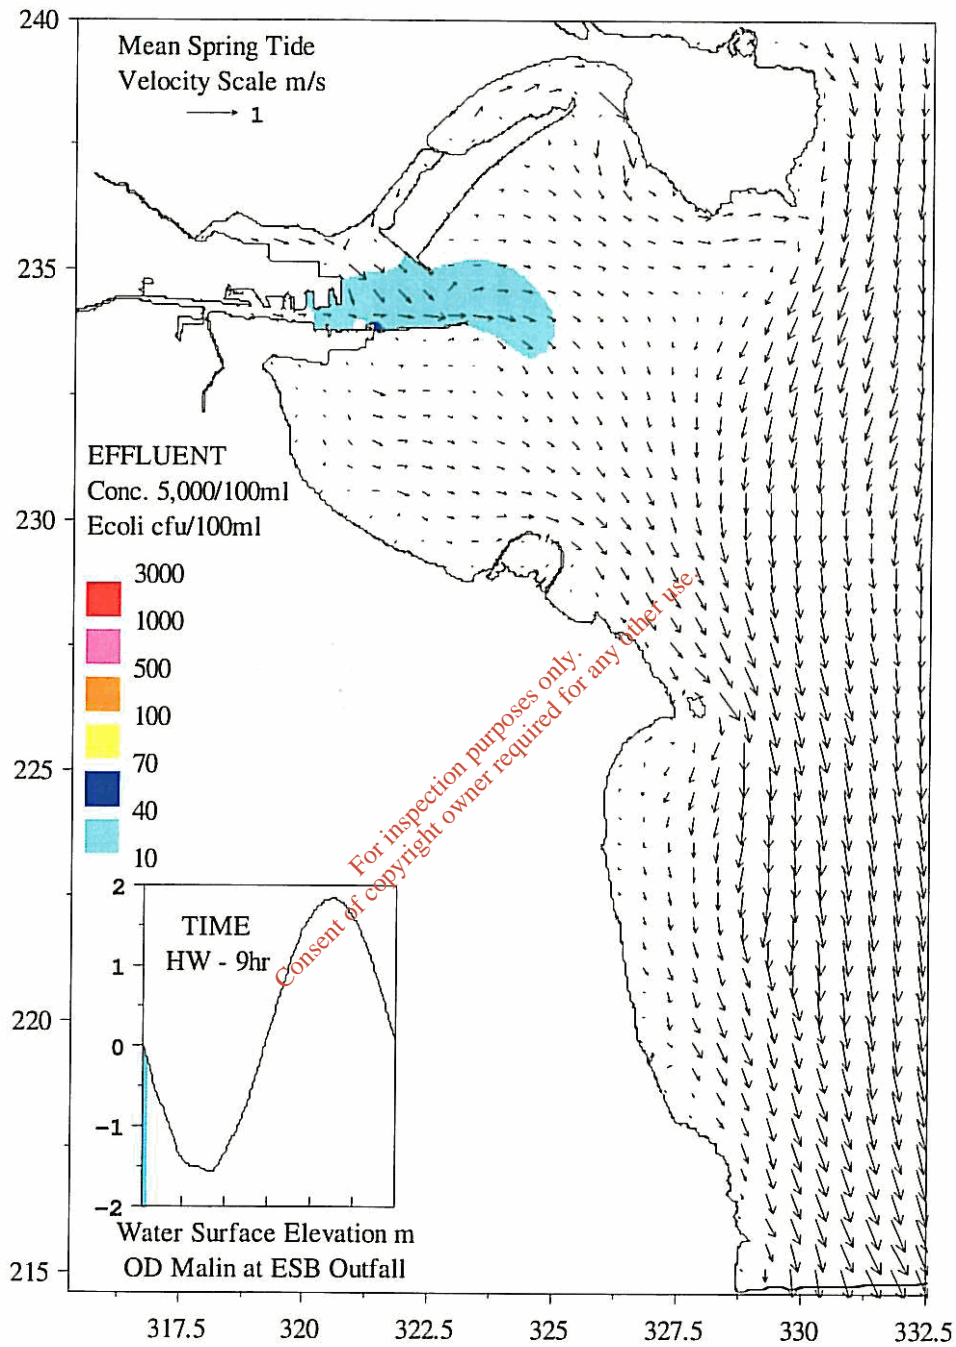 240
Mean Spring Tide
Velocity Scale m/s
1
235
EFFLUENT
Conc. 5,000/100ml
Ecoli cfu/100ml
230
3000
1000
500
100
70
40
10
225
220
215
2
1
0
−1
−2
TIME
HW - 9hr
Water Surface Elevation m
OD Malin at ESB Outfall
317.5
320
322.5
325
327.5
330
332.5
For inspection purposes only.
Consent of copyright owner required for any other use.